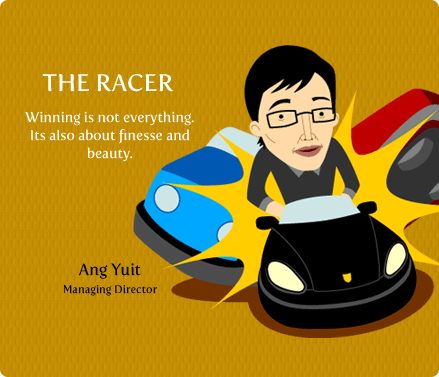 THE RACER
Winning is not everything.
Its also about finesse and
beauty.
Ang Yuit
Managing Director